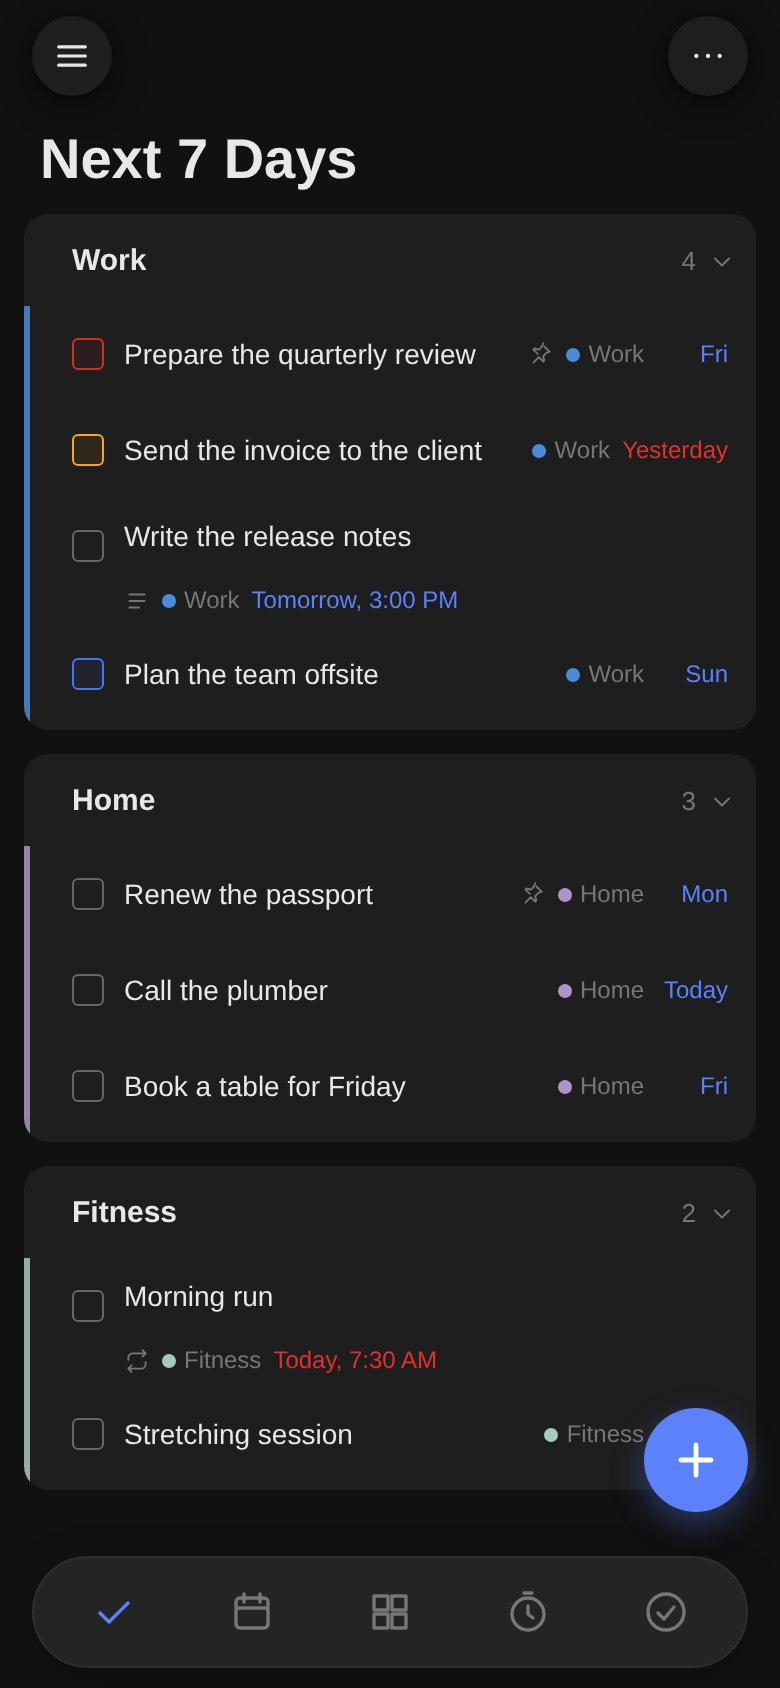 Next 7 Days
Work 4
Prepare the quarterly review Work Fri
Send the invoice to the client Work Yesterday
Write the release notes
Work Tomorrow, 3:00 PM
Plan the team offsite Work Sun
Home 3
Renew the passport Home Mon
Call the plumber Home Today
Book a table for Friday Home Fri
Fitness 2
Morning run
Fitness Today, 7:30 AM
Stretching session Fitness